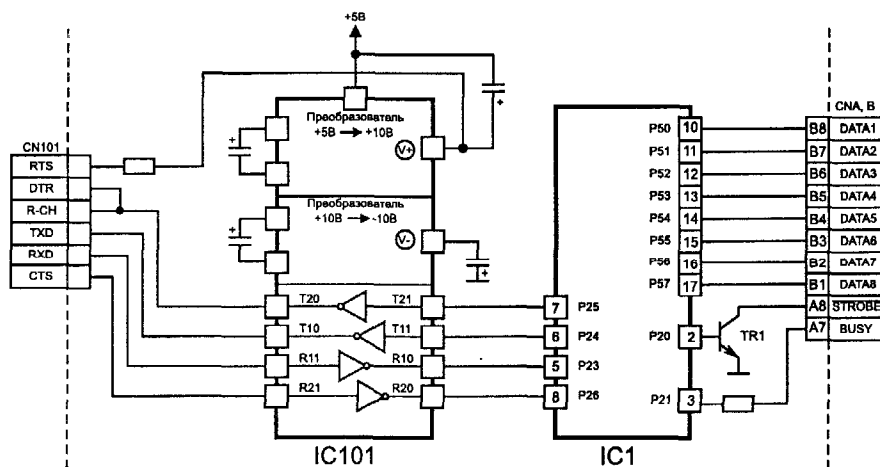 +5В
CN101
RTS
DTR
R-CH
TXD
RXD
CTS
Преобразователь
+5В → +10В
V+
Преобразователь
+10В → -10В
V-
T20
T21
T10
T11
R11
R10
R21
R20
IC101
7
P25
6
P24
5
P23
8
P26
P50
10
P51
11
P52
12
P53
13
P54
14
P55
15
P56
16
P57
17
P20
2
P21
3
IC1
TR1
CNA, B
B8
DATA1
B7
DATA2
B6
DATA3
B5
DATA4
B4
DATA5
B3
DATA6
B2
DATA7
B1
DATA8
A8
STROBE
A7
BUSY